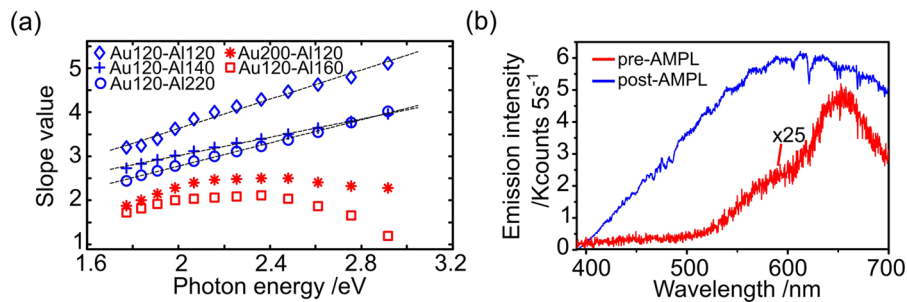 (a)
Slope value
5
4
3
2
1
1.6 2 2.4 2.8 3.2
Photon energy /eV
Au120-Al120 Au200-Al120
Au120-Al140 Au120-Al160
Au120-Al220
(b)
Emission intensity
/Kcounts 5s⁻¹
6
5
4
3
2
1
0
400 500 600 700
Wavelength /nm
pre-AMPL
post-AMPL
x25